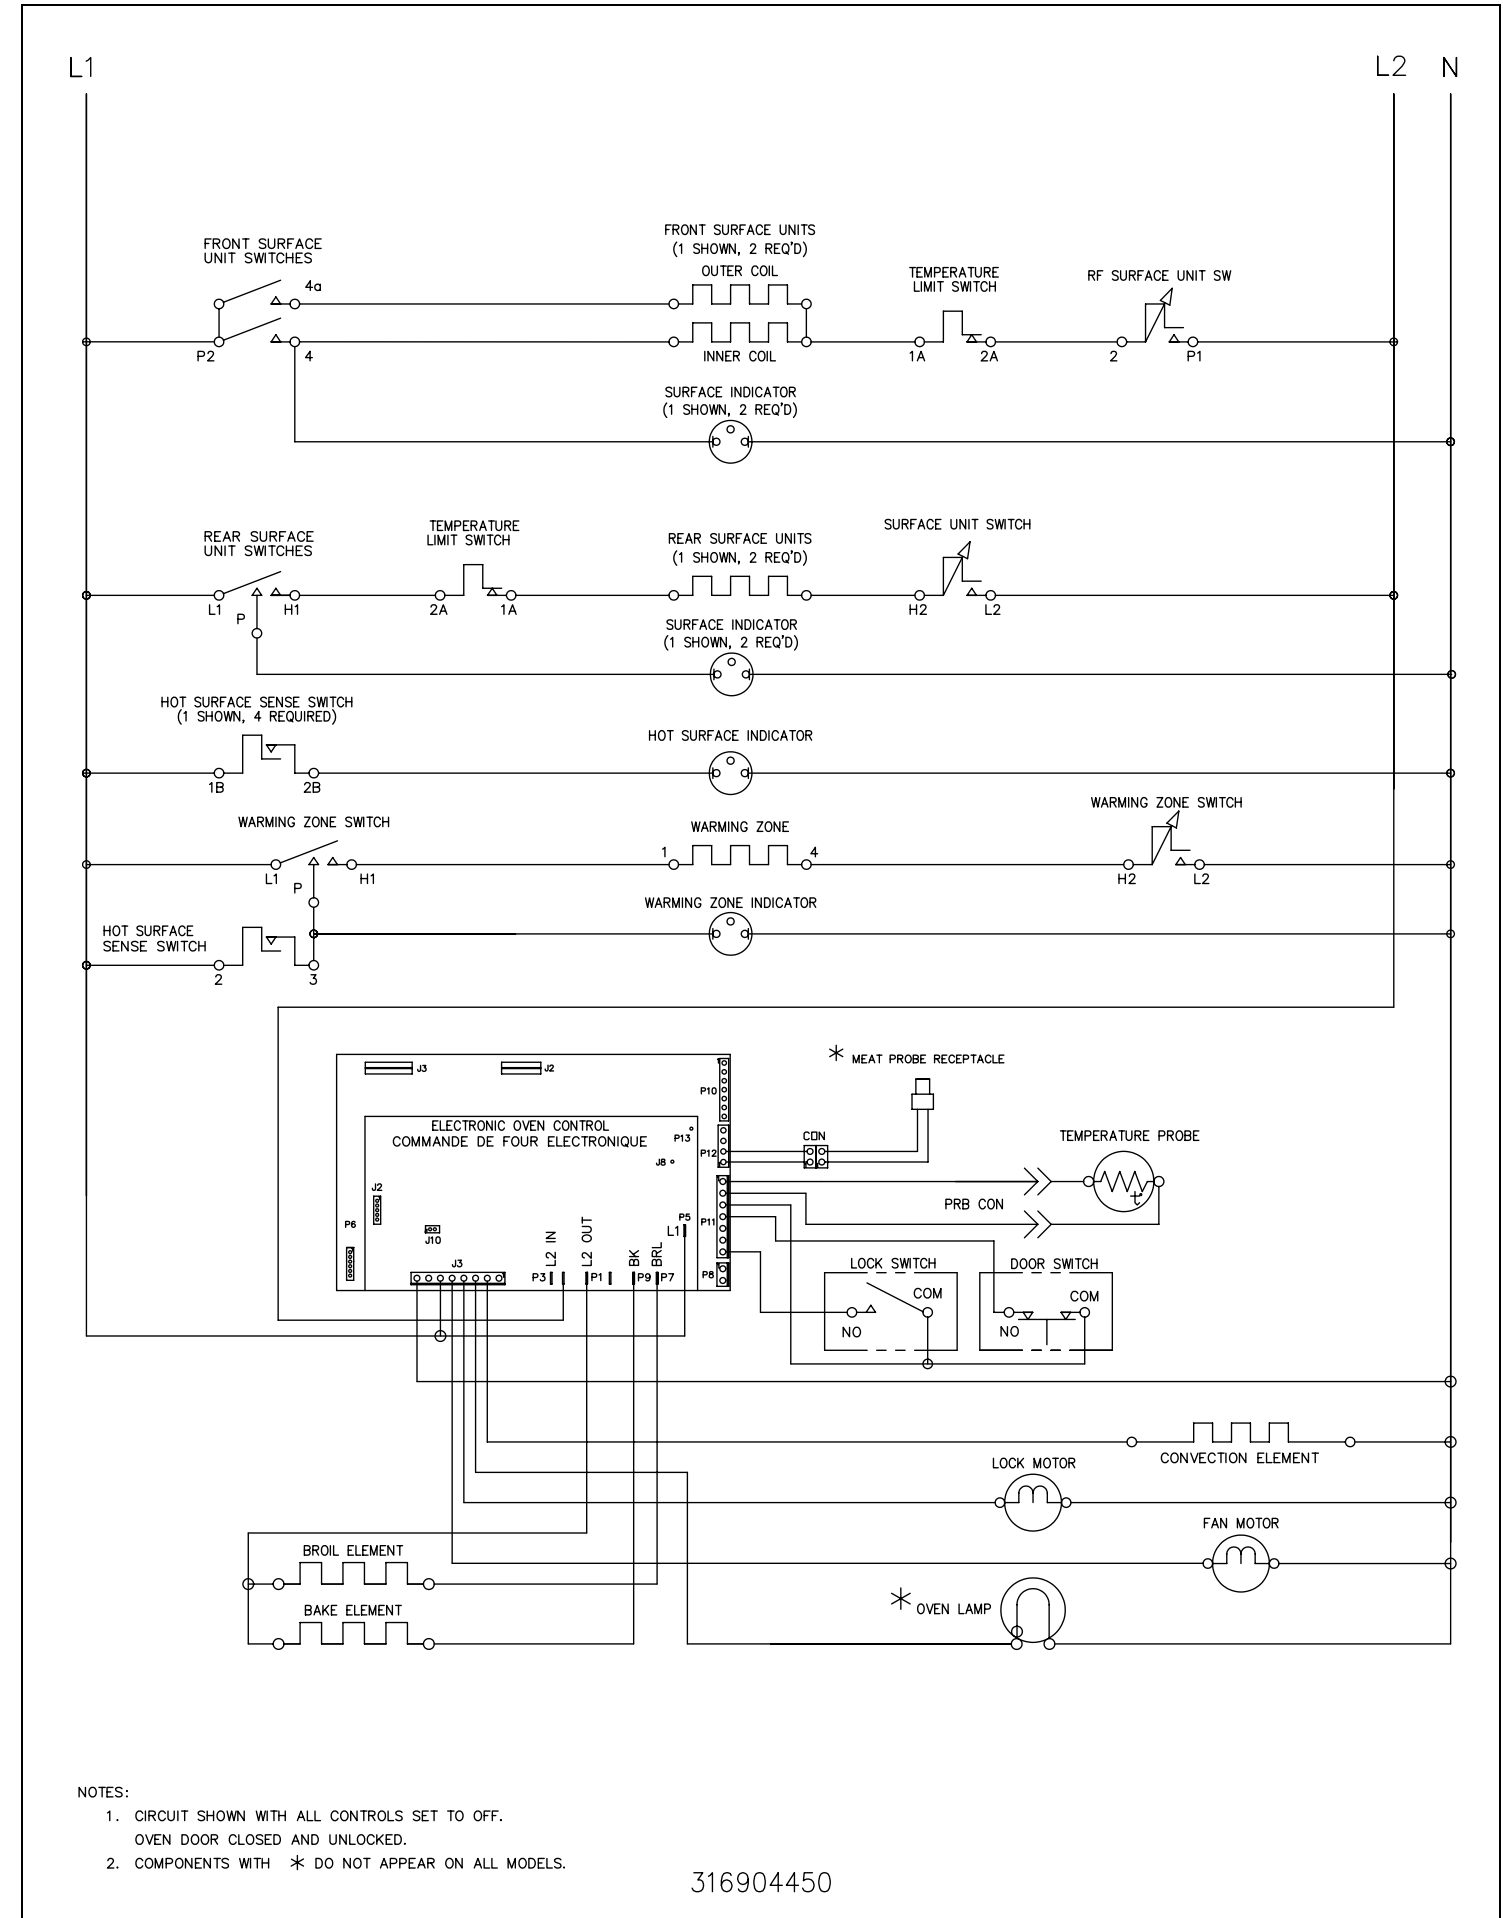 L1
L2 N
FRONT SURFACE
UNIT SWITCHES
4a
P2
4
FRONT SURFACE UNITS
(1 SHOWN, 2 REQ'D)
OUTER COIL
INNER COIL
TEMPERATURE
LIMIT SWITCH
1A
2A
RF SURFACE UNIT SW
2
P1
SURFACE INDICATOR
(1 SHOWN, 2 REQ'D)
REAR SURFACE
UNIT SWITCHES
L1
H1
P
TEMPERATURE
LIMIT SWITCH
2A
1A
REAR SURFACE UNITS
(1 SHOWN, 2 REQ'D)
SURFACE UNIT SWITCH
H2
L2
SURFACE INDICATOR
(1 SHOWN, 2 REQ'D)
HOT SURFACE SENSE SWITCH
(1 SHOWN, 4 REQUIRED)
1B
2B
HOT SURFACE INDICATOR
WARMING ZONE SWITCH
L1
H1
P
WARMING ZONE
1
4
WARMING ZONE SWITCH
H2
L2
WARMING ZONE INDICATOR
HOT SURFACE
SENSE SWITCH
2
3
J3
J2
P10
ELECTRONIC OVEN CONTROL
COMMANDE DE FOUR ELECTRONIQUE
P13
J8
P12
J2
P6
J10
J3
L2 IN
L2 OUT
BK
BRL
P5
L1
P11
P3
P1
P9
P7
P8
* MEAT PROBE RECEPTACLE
CON
TEMPERATURE PROBE
t°
PRB CON
LOCK SWITCH
COM
NO
DOOR SWITCH
COM
NO
CONVECTION ELEMENT
LOCK MOTOR
FAN MOTOR
BROIL ELEMENT
BAKE ELEMENT
* OVEN LAMP
NOTES:
1. CIRCUIT SHOWN WITH ALL CONTROLS SET TO OFF.
OVEN DOOR CLOSED AND UNLOCKED.
2. COMPONENTS WITH * DO NOT APPEAR ON ALL MODELS.
316904450